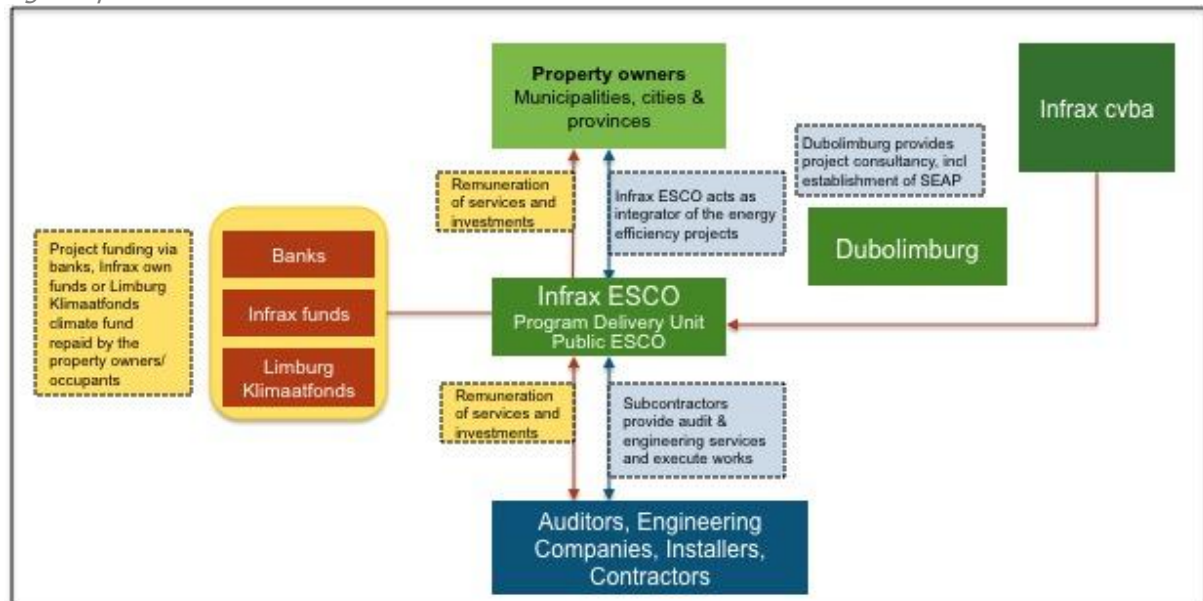 Property owners
Municipalities, cities &
provinces
Infrax cvba
Dubolimburg provides
project consultancy, incl
establishment of SEAP
Remuneration
of services and
investments
Infrax ESCO acts as
integrator of the energy
efficiency projects
Dubolimburg
Project funding via
banks, Infrax own
funds or Limburg
Klimaatfonds
climate fund
repaid by the
property owners/
occupants
Banks
Infrax funds
Limburg
Klimaatfonds
Infrax ESCO
Program Delivery Unit
Public ESCO
Remuneration
of services and
investments
Subcontractors
provide audit &
engineering services
and execute works
Auditors, Engineering
Companies, Installers,
Contractors